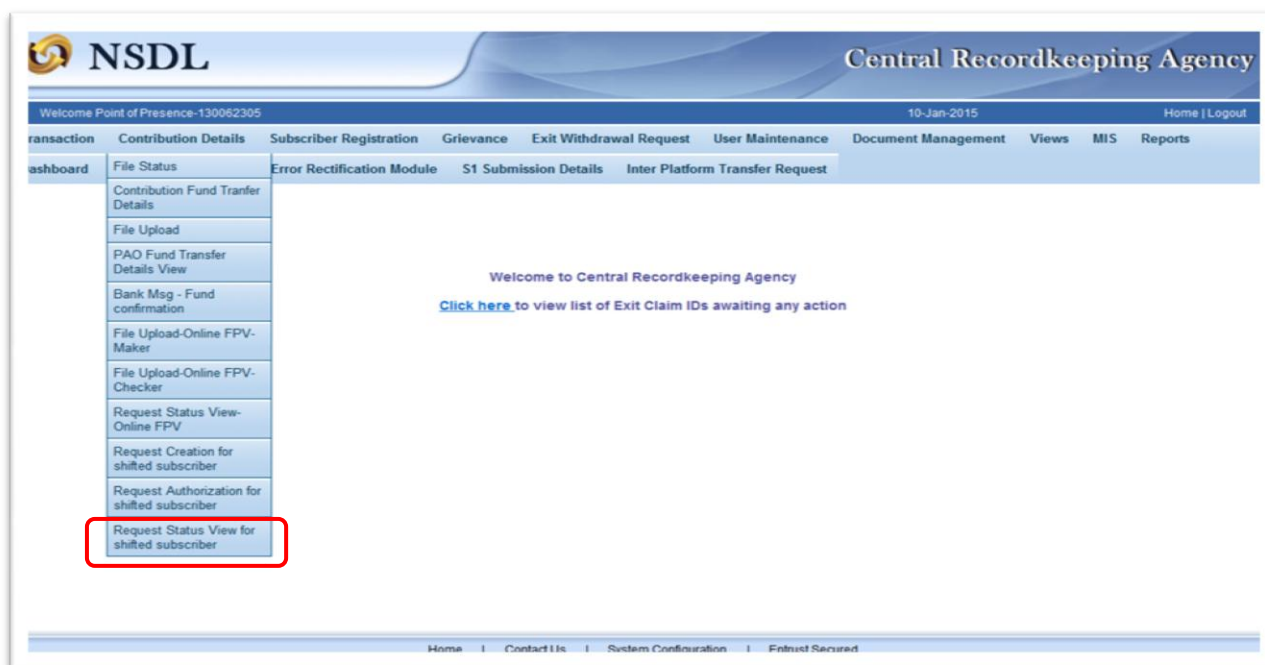 NSDL
Central Recordkeeping Agency
Welcome Point of Presence-130062305 10-Jan-2015 Home | Logout
ransaction Contribution Details Subscriber Registration Grievance Exit Withdrawal Request User Maintenance Document Management Views MIS Reports
ashboard Error Rectification Module S1 Submission Details Inter Platform Transfer Request
File Status
Contribution Fund Tranfer
Details
File Upload
PAO Fund Transfer
Details View
Bank Msg - Fund
confirmation
File Upload-Online FPV-
Maker
File Upload-Online FPV-
Checker
Request Status View-
Online FPV
Request Creation for
shifted subscriber
Request Authorization for
shifted subscriber
Request Status View for
shifted subscriber
Welcome to Central Recordkeeping Agency
Click here to view list of Exit Claim IDs awaiting any action
Home | Contact Us | System Configuration | Entrust Secured